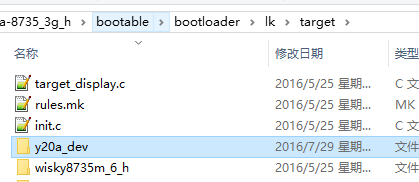 a-8735_3g_h > bootable > bootloader > lk > target >
名称 修改日期
target_display.c 2016/5/25 星期... C 文
rules.mk 2016/5/25 星期... MK
init.c 2016/5/25 星期... C 文
y20a_dev 2016/7/29 星期... 文件
wisky8735m_6_h 2016/5/25 星期... 文件